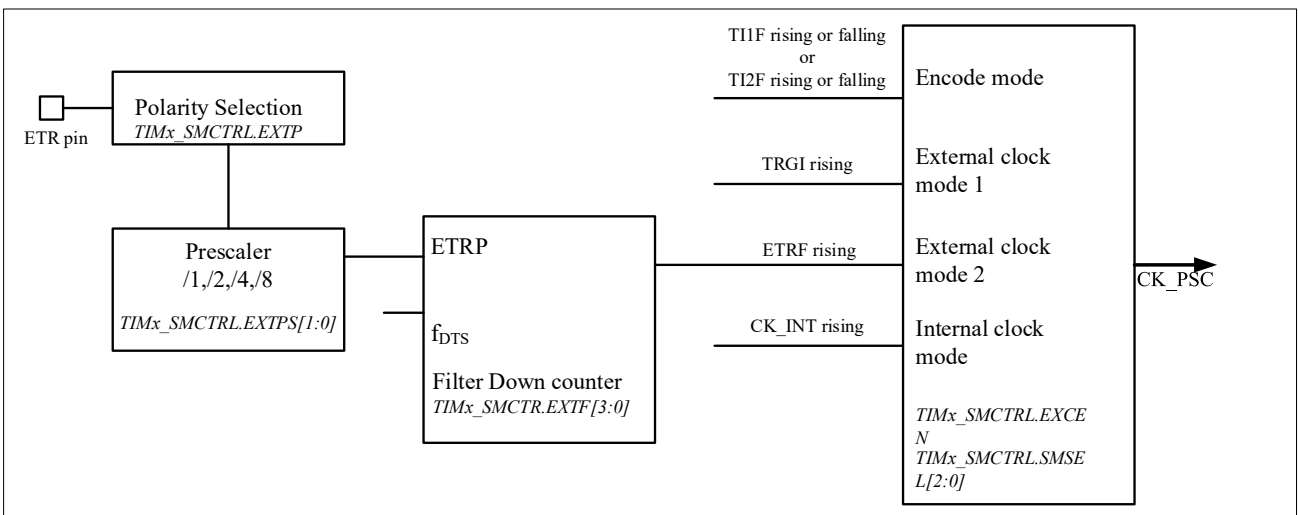 ETR pin
Polarity Selection
TIMx_SMCTRL.EXTP
Prescaler
/1,/2,/4,/8
TIMx_SMCTRL.EXTPS[1:0]
ETRP
fDTS
Filter Down counter
TIMx_SMCTR.EXTF[3:0]
TI1F rising or falling
or
TI2F rising or falling
TRGI rising
ETRF rising
CK_INT rising
Encode mode
External clock
mode 1
External clock
mode 2
Internal clock
mode
TIMx_SMCTRL.EXCE
N
TIMx_SMCTRL.SMSE
L[2:0]
CK_PSC